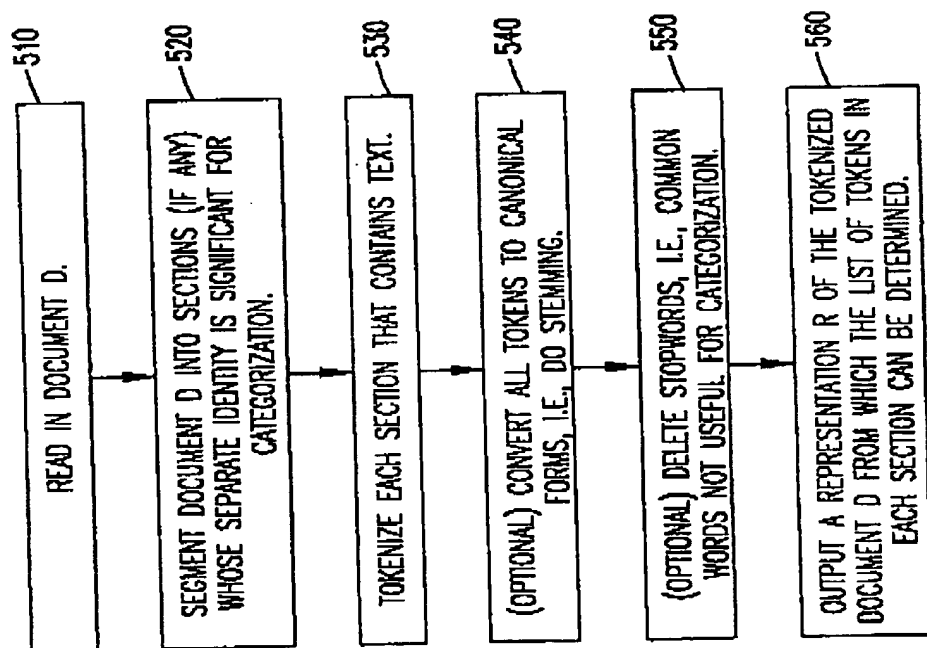 510
READ IN DOCUMENT D.
520
SEGMENT DOCUMENT D INTO SECTIONS (IF ANY)
WHOSE SEPARATE IDENTITY IS SIGNIFICANT FOR
CATEGORIZATION.
530
TOKENIZE EACH SECTION THAT CONTAINS TEXT.
540
(OPTIONAL) CONVERT ALL TOKENS TO CANONICAL
FORMS, I.E., DO STEMMING.
550
(OPTIONAL) DELETE STOPWORDS, I.E., COMMON
WORDS NOT USEFUL FOR CATEGORIZATION.
560
OUTPUT A REPRESENTATION R OF THE TOKENIZED
DOCUMENT D FROM WHICH THE LIST OF TOKENS IN
EACH SECTION CAN BE DETERMINED.